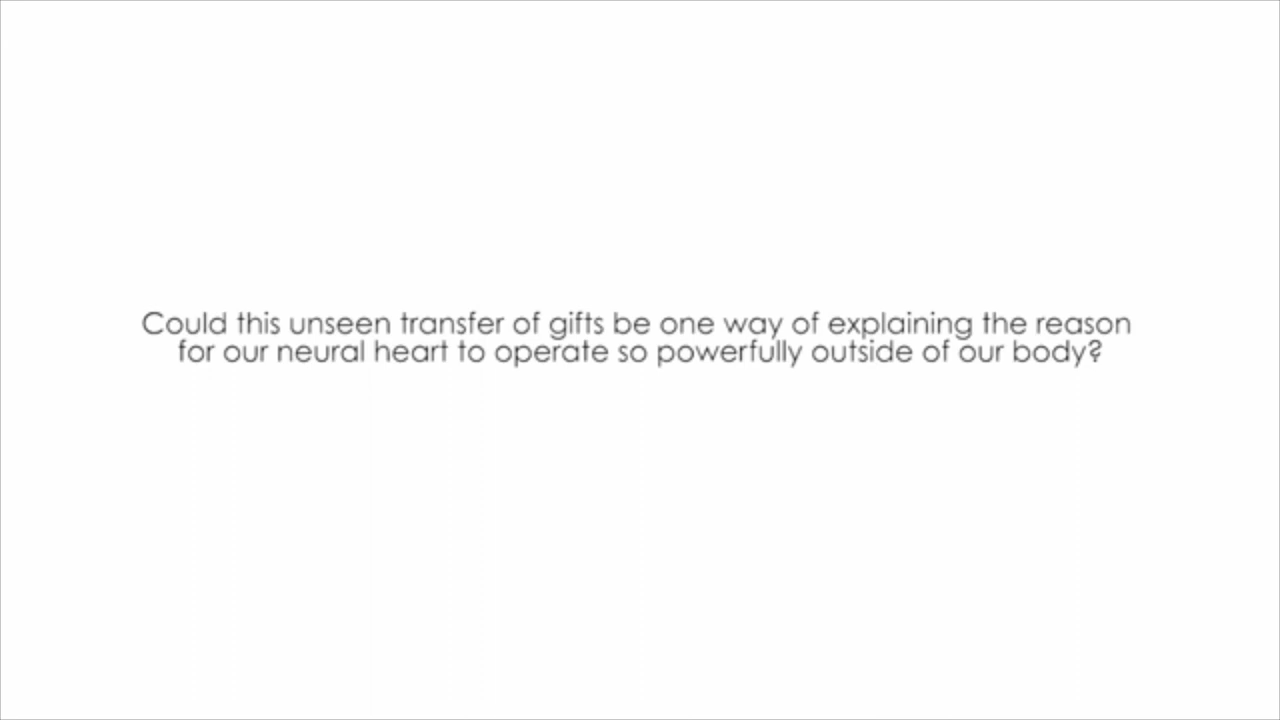 Could this unseen transfer of gifts be one way of explaining the reason
for our neural heart to operate so powerfully outside of our body?